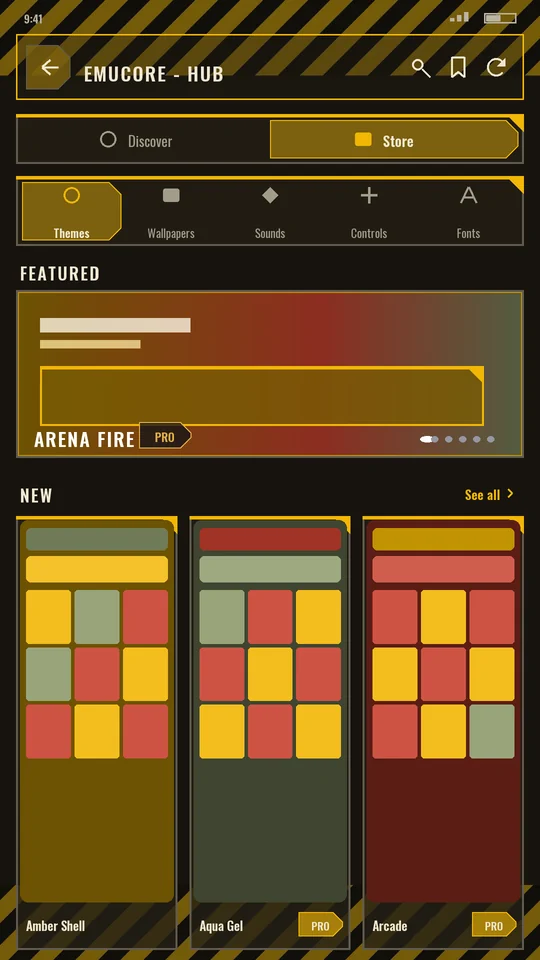 9:41
EMUCORE - HUB
Discover
Store
Themes
Wallpapers
Sounds
Controls
Fonts
FEATURED
ARENA FIRE
PRO
NEW
See all
Amber Shell
Aqua Gel
PRO
Arcade
PRO